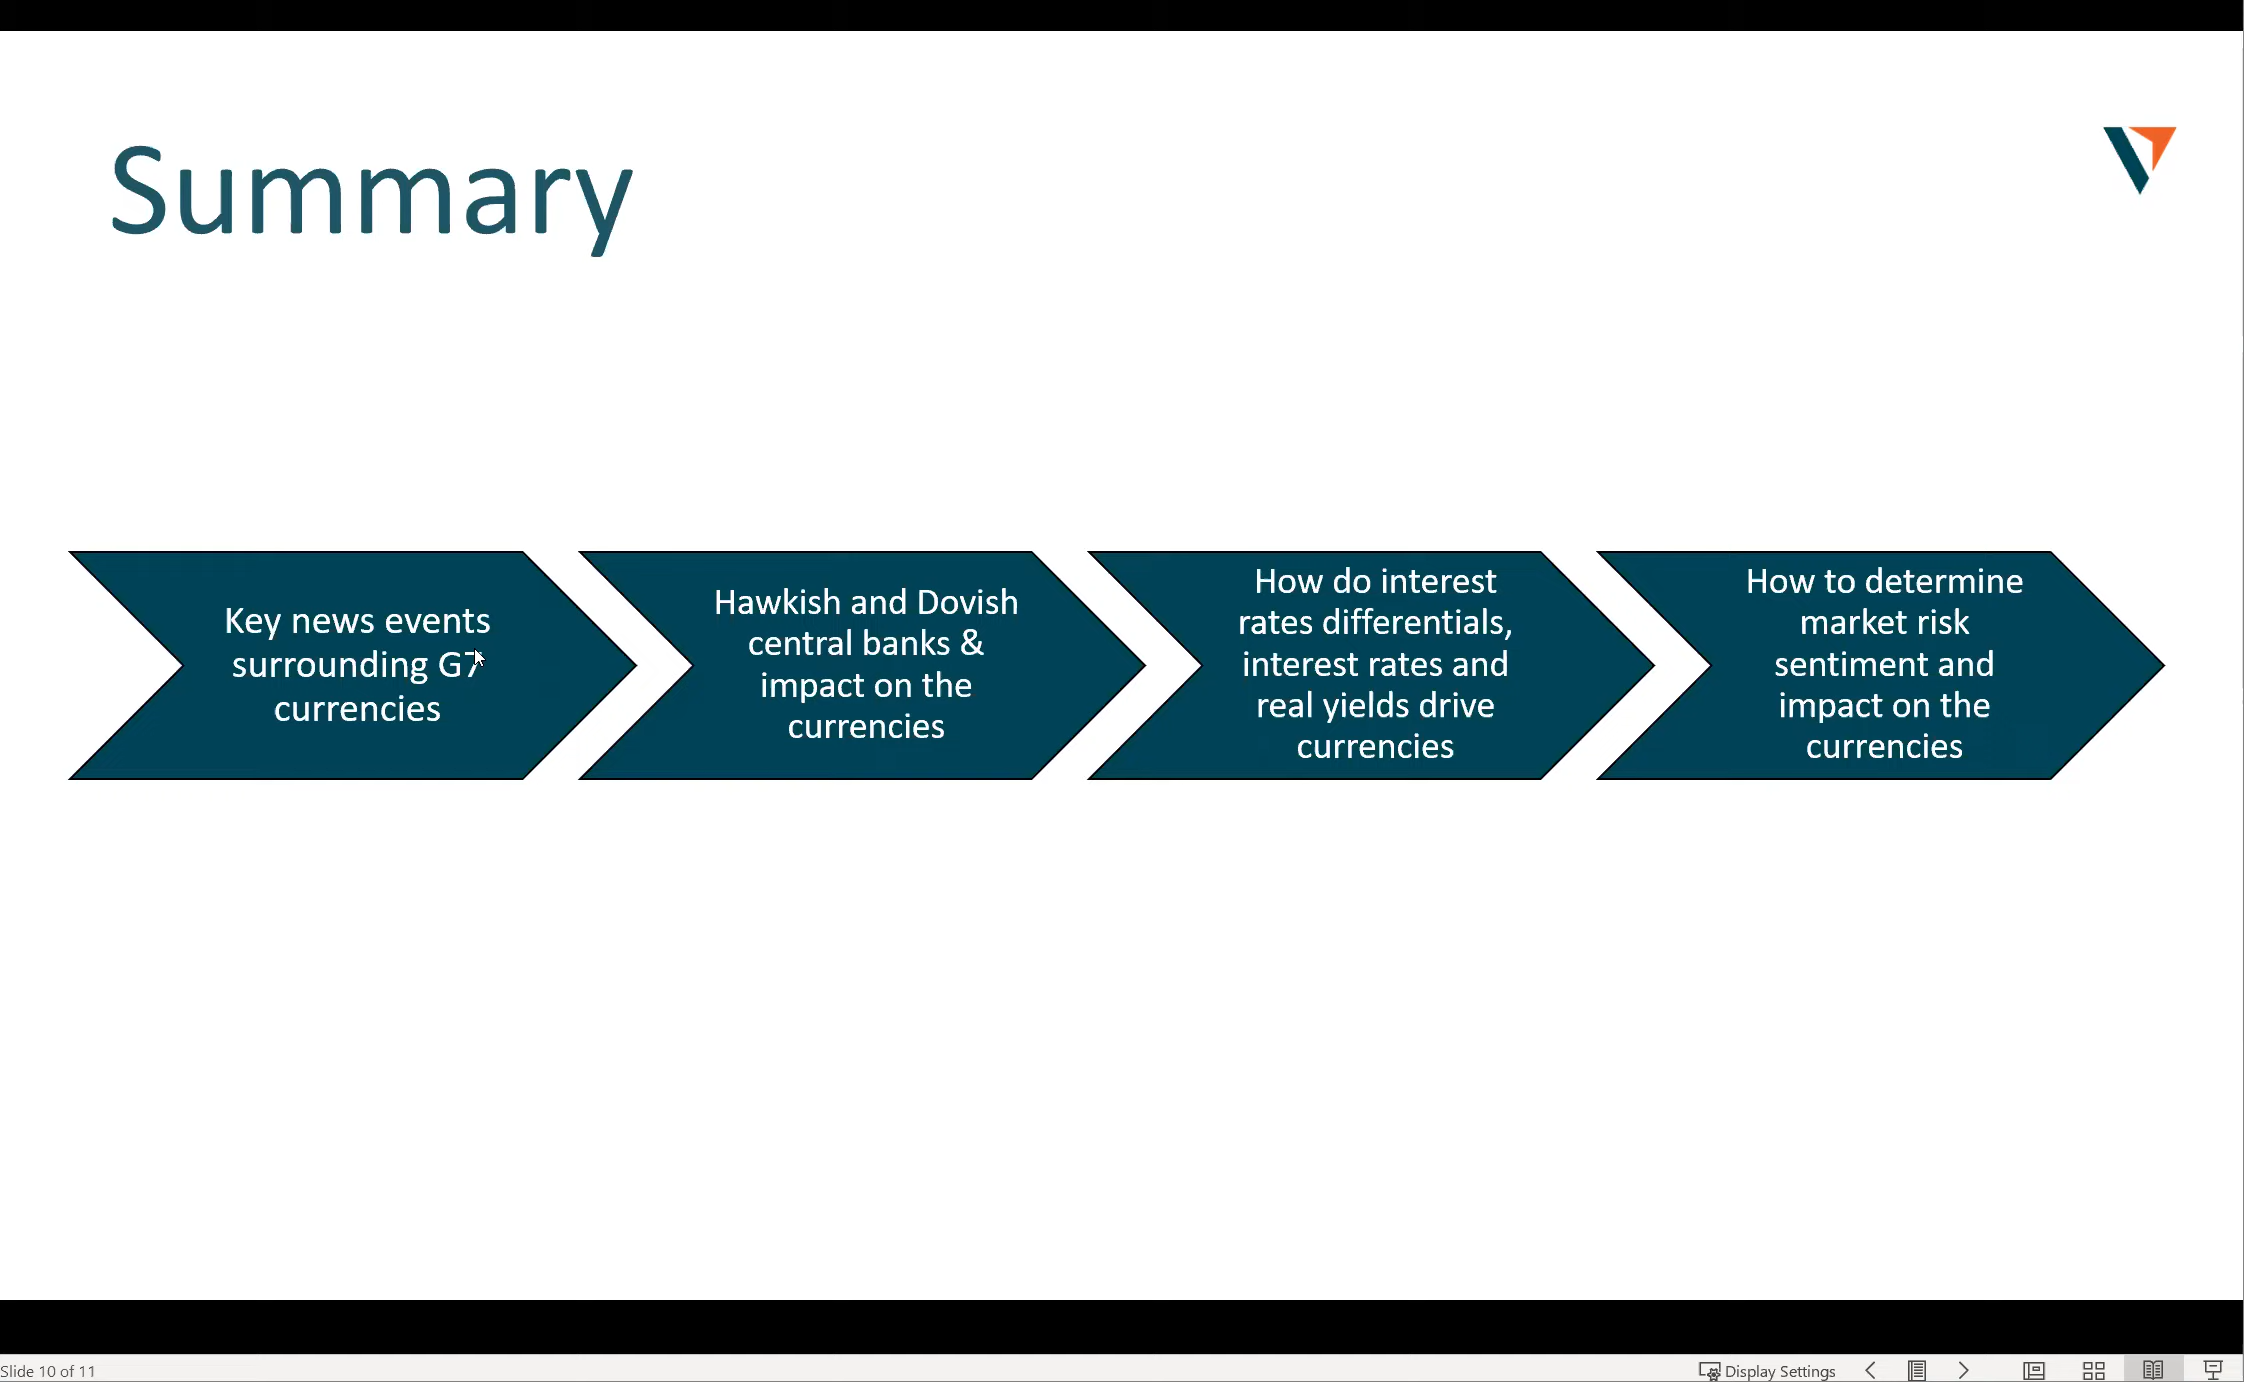 Summary
Key news events
surrounding G7
currencies
Hawkish and Dovish
central banks &
impact on the
currencies
How do interest
rates differentials,
interest rates and
real yields drive
currencies
How to determine
market risk
sentiment and
impact on the
currencies
Slide 10 of 11
Display Settings